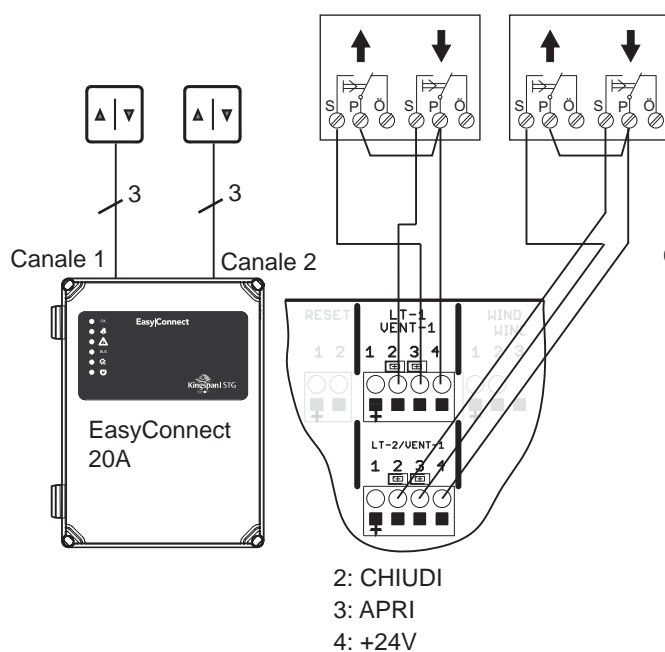 S P Ö S P Ö
S P Ö S P Ö
3
3
Canale 1
Canale 2
OK
BUS
EasyConnect
Kingspan STG
EasyConnect
20A
RESET
1 2
LT-1
VENT-1
1 2 3 4
WIND
1 2 3
LT-2/VENT-1
1 2 3 4
2: CHIUDI
3: APRI
4: +24V